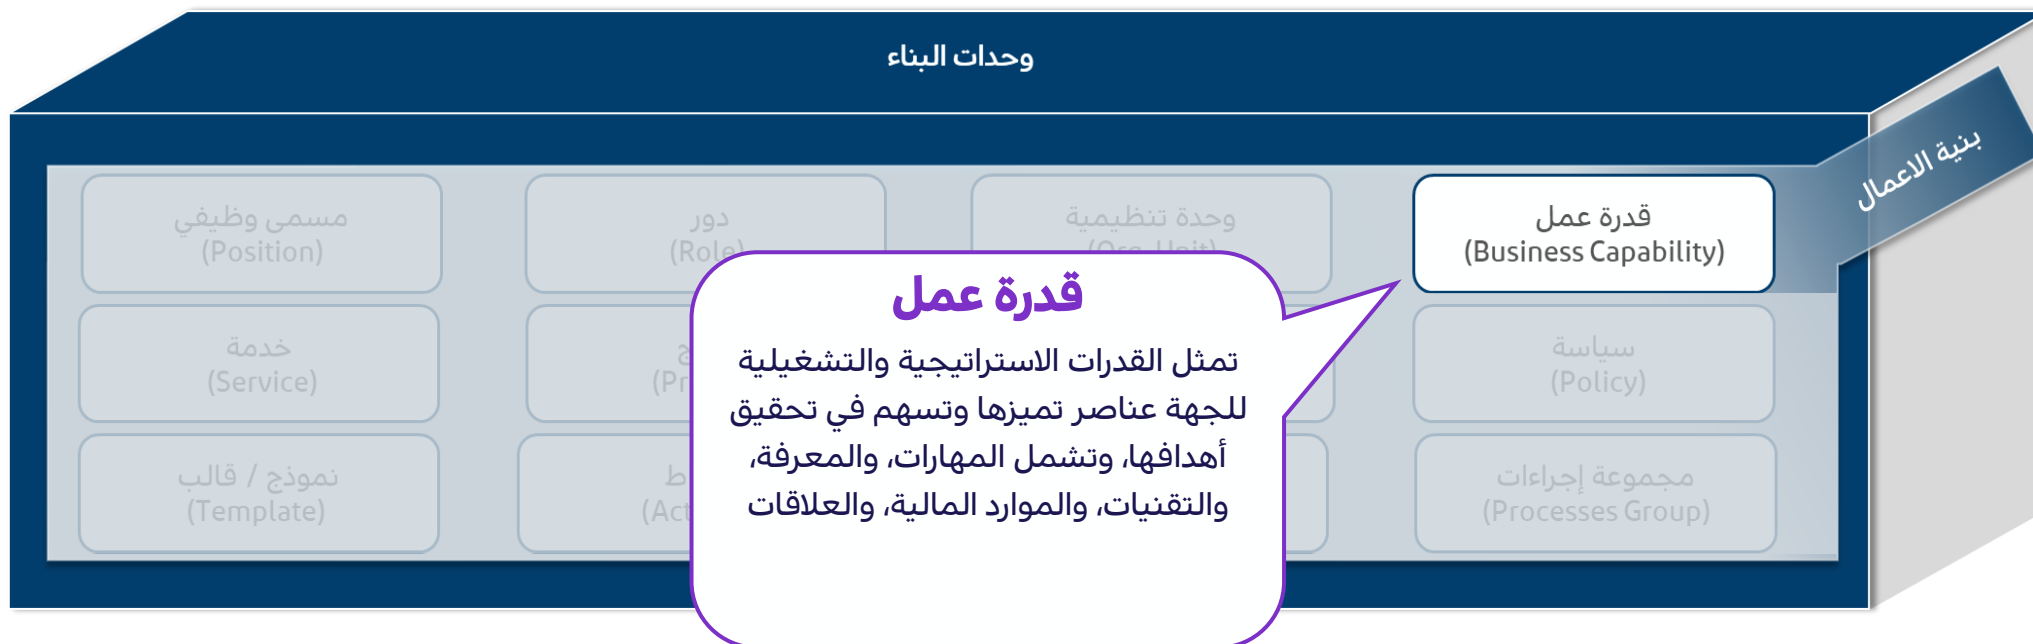 وحدات البناء
بنية الاعمال
قدرة عمل
(Business Capability)
وحدة تنظيمية
(Org. Unit)
دور
(Role)
مسمى وظيفي
(Position)
قدرة عمل
تمثل القدرات الاستراتيجية والتشغيلية
للجهة عناصر تميزها وتسهم في تحقيق
أهدافها، وتشمل المهارات، والمعرفة،
والتقنيات، والموارد المالية، والعلاقات
سياسة
(Policy)
خدمة
(Service)
مجموعة إجراءات
(Processes Group)
نموذج / قالب
(Template)